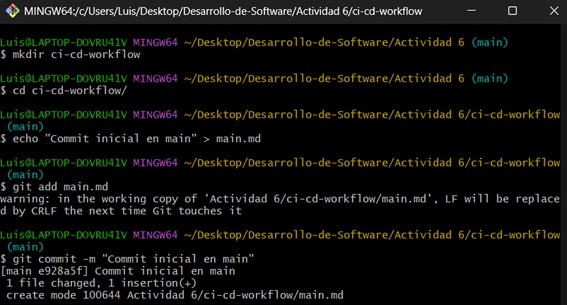 MINGW64:/c/Users/Luis/Desktop/Desarrollo-de-Software/Actividad 6/ci-cd-workflow
Luis@LAPTOP-DOVRU41V MINGW64 ~/Desktop/Desarrollo-de-Software/Actividad 6 (main)
$ mkdir ci-cd-workflow
Luis@LAPTOP-DOVRU41V MINGW64 ~/Desktop/Desarrollo-de-Software/Actividad 6 (main)
$ cd ci-cd-workflow/
Luis@LAPTOP-DOVRU41V MINGW64 ~/Desktop/Desarrollo-de-Software/Actividad 6/ci-cd-workflow
(main)
$ echo "Commit inicial en main" > main.md
Luis@LAPTOP-DOVRU41V MINGW64 ~/Desktop/Desarrollo-de-Software/Actividad 6/ci-cd-workflow
(main)
$ git add main.md
warning: in the working copy of 'Actividad 6/ci-cd-workflow/main.md', LF will be replace
d by CRLF the next time Git touches it
Luis@LAPTOP-DOVRU41V MINGW64 ~/Desktop/Desarrollo-de-Software/Actividad 6/ci-cd-workflow
(main)
$ git commit -m "Commit inicial en main"
[main e928a5f] Commit inicial en main
1 file changed, 1 insertion(+)
create mode 100644 Actividad 6/ci-cd-workflow/main.md